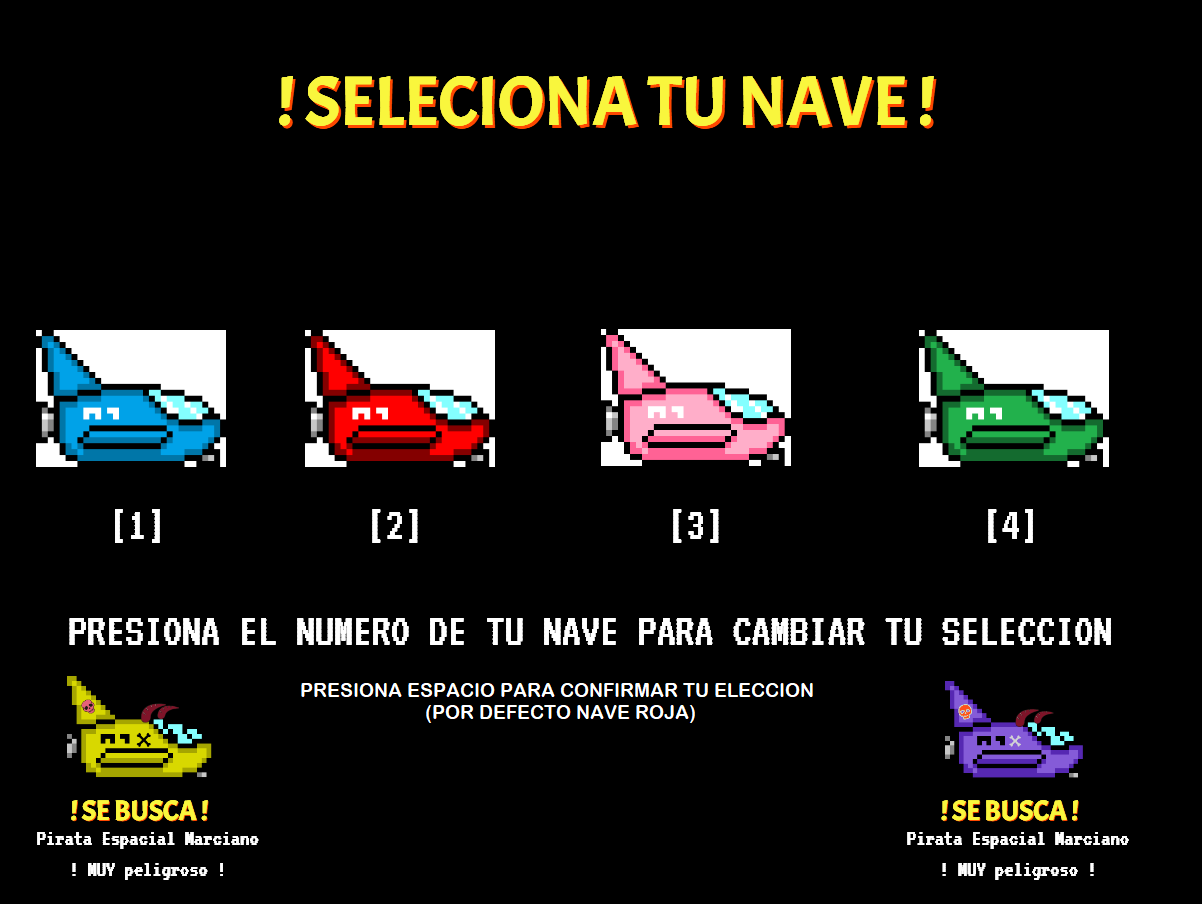 !SELECIONA TU NAVE!
[1] [2] [3] [4]
PRESIONA EL NUMERO DE TU NAVE PARA CAMBIAR TU SELECCION
PRESIONA ESPACIO PARA CONFIRMAR TU ELECCION
(POR DEFECTO NAVE ROJA)
!SE BUSCA!
Pirata Espacial Marciano
! MUY peligroso !
!SE BUSCA!
Pirata Espacial Marciano
! MUY peligroso !